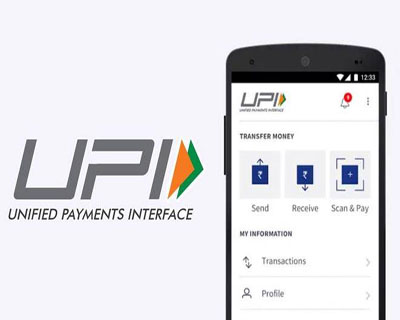 UPI
UNIFIED PAYMENTS INTERFACE
12:33
UPI
UNIFIED PAYMENTS INTERFACE
TRANSFER MONEY
₹
₹
Send
Receive
Scan & Pay
MY INFORMATION
Transactions
Profile